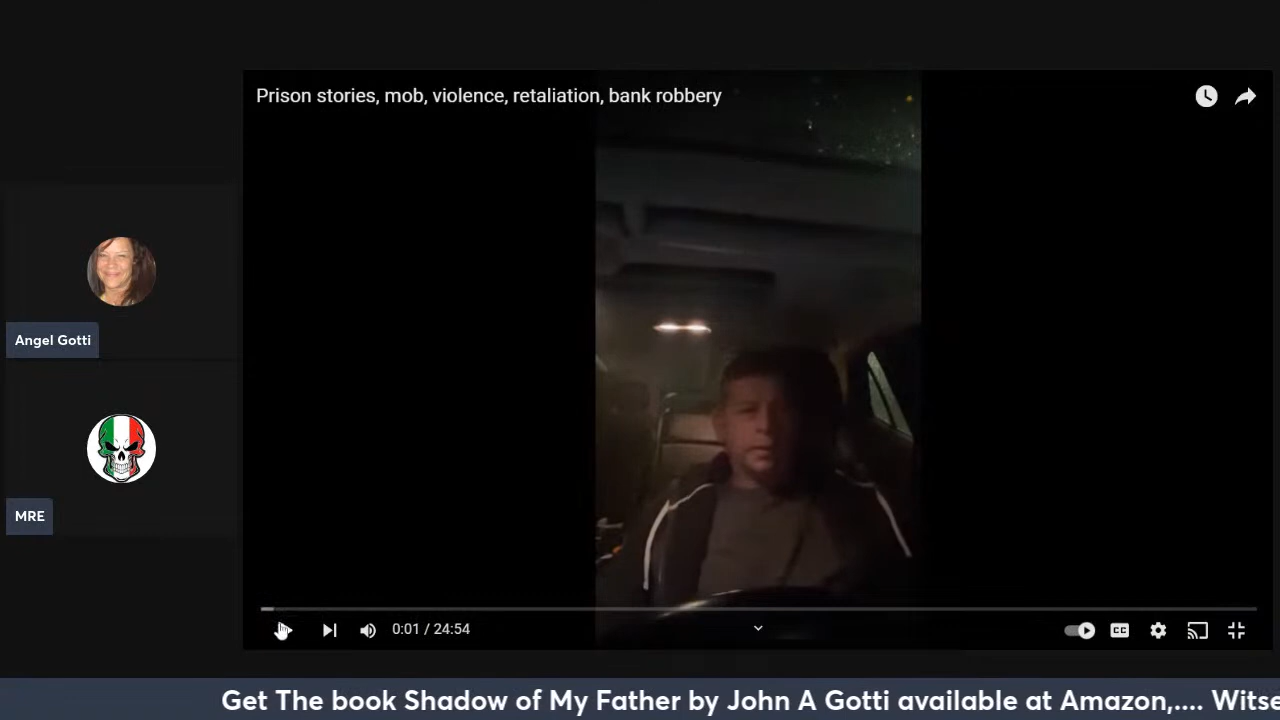 Prison stories, mob, violence, retaliation, bank robbery
Angel Gotti
MRE
0:01 / 24:54
CC
Get The book Shadow of My Father by John A Gotti available at Amazon,.... Witse